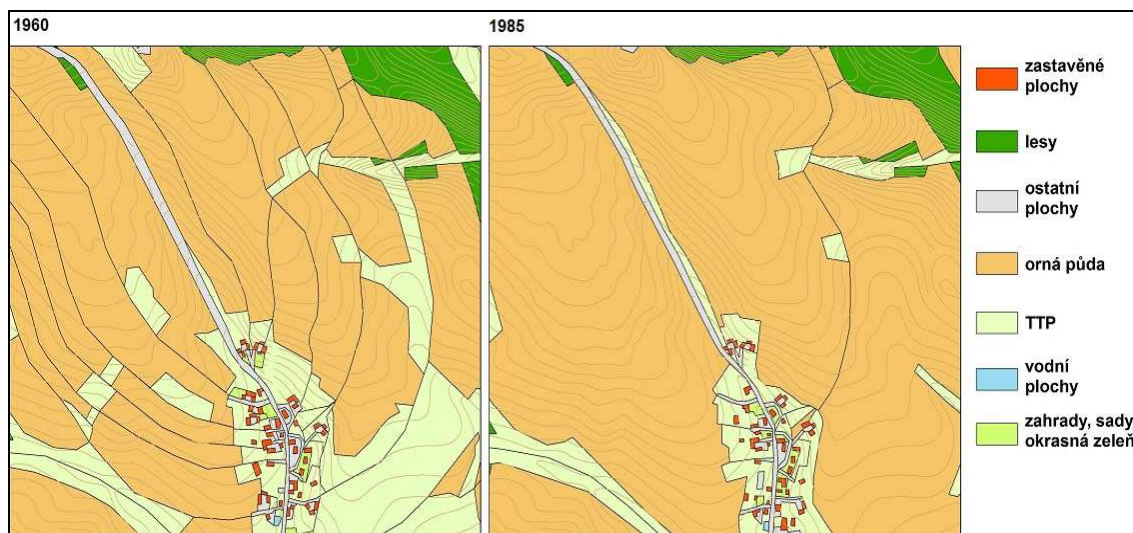 1960
1985
zastavěné
plochy
lesy
ostatní
plochy
orná půda
TTP
vodní
plochy
zahrady, sady
okrasná zeleň